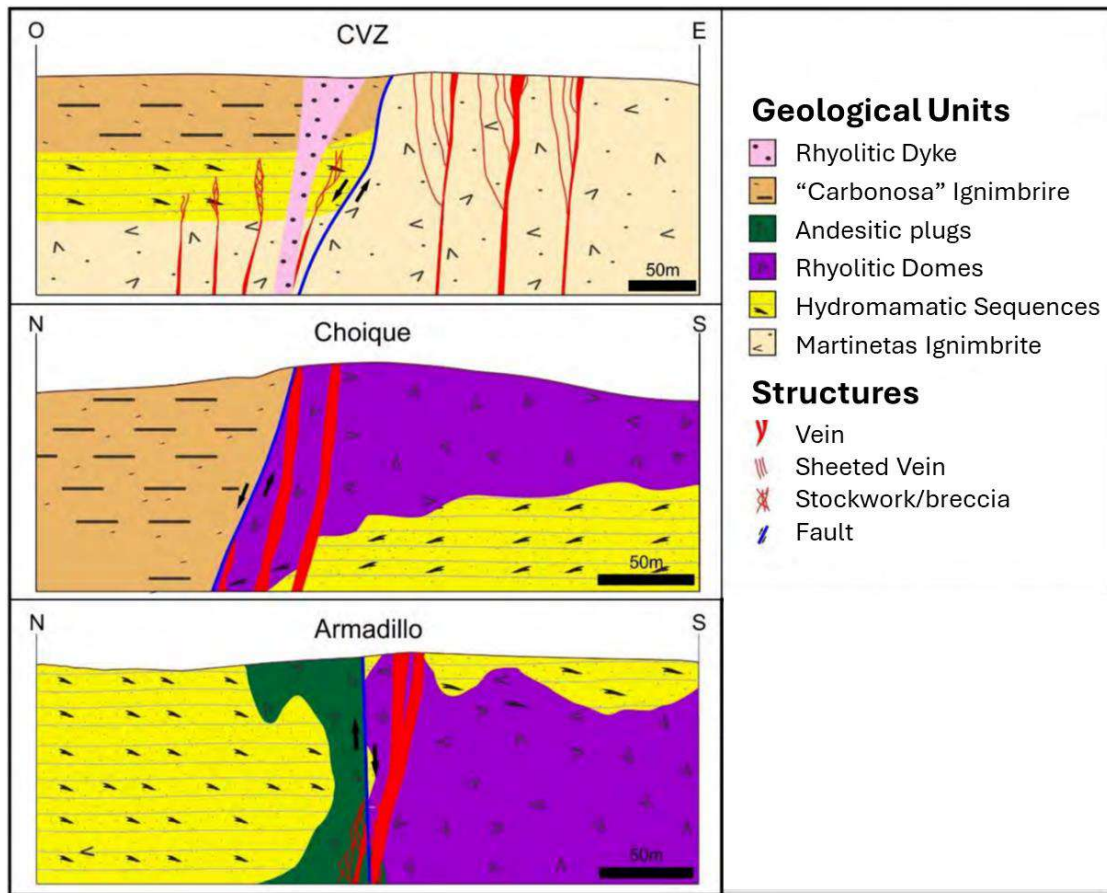 O
CVZ
E
50m
N
Choique
S
50m
N
Armadillo
S
50m
Geological Units
Rhyolitic Dyke
“Carbonosa” Ignimbrire
Andesitic plugs
Rhyolitic Domes
Hydromamatic Sequences
Martinetas Ignimbrite
Structures
Vein
Sheeted Vein
Stockwork/breccia
Fault